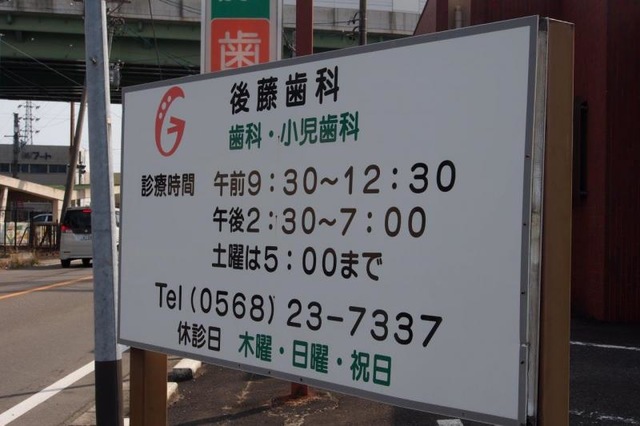 歯
後藤歯科
歯科・小児歯科
診療時間 午前9:30～12:30
午後2:30～7:00
土曜は5:00まで
Tel(0568)23-7337
休診日 木曜・日曜・祝日